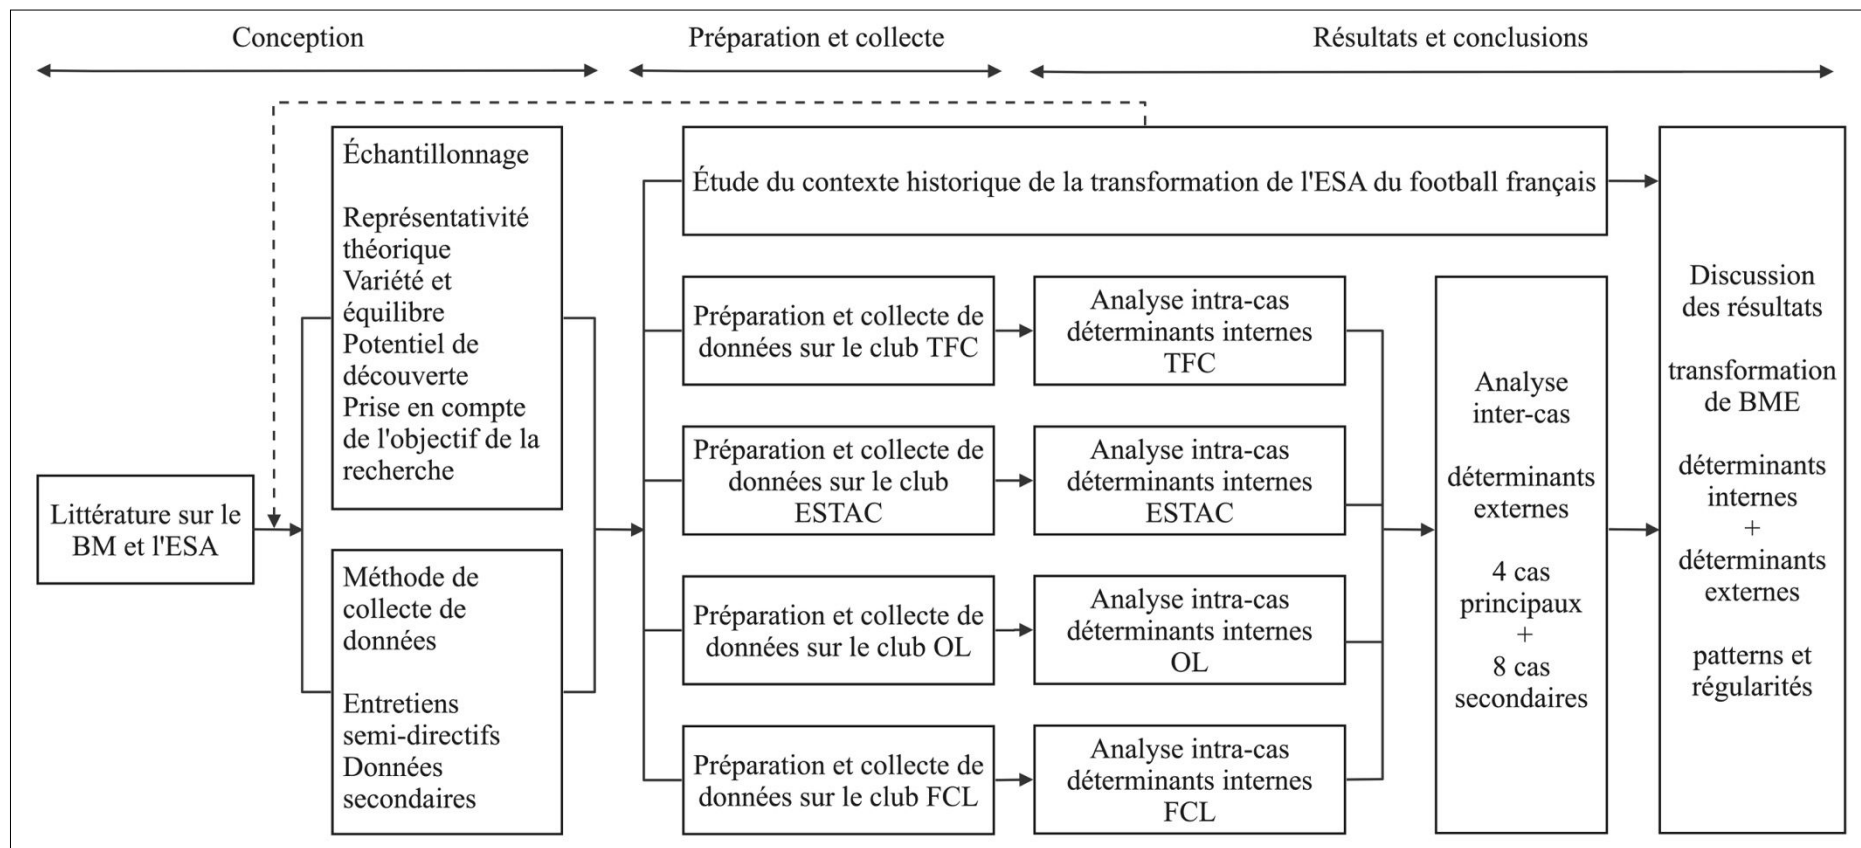 Conception
Préparation et collecte
Résultats et conclusions
Littérature sur le
BM et l'ESA
Échantillonnage
Représentativité
théorique
Variété et
équilibre
Potentiel de
découverte
Prise en compte
de l'objectif de la
recherche
Méthode de
collecte de
données
Entretiens
semi-directifs
Données
secondaires
Étude du contexte historique de la transformation de l'ESA du football français
Préparation et collecte de
données sur le club TFC
Analyse intra-cas
déterminants internes
TFC
Préparation et collecte de
données sur le club
ESTAC
Analyse intra-cas
déterminants internes
ESTAC
Préparation et collecte de
données sur le club OL
Analyse intra-cas
déterminants internes
OL
Préparation et collecte de
données sur le club FCL
Analyse intra-cas
déterminants internes
FCL
Analyse
inter-cas
déterminants
externes
4 cas
principaux
+
8 cas
secondaires
Discussion
des résultats
transformation
de BME
déterminants
internes
+
déterminants
externes
patterns et
régularités